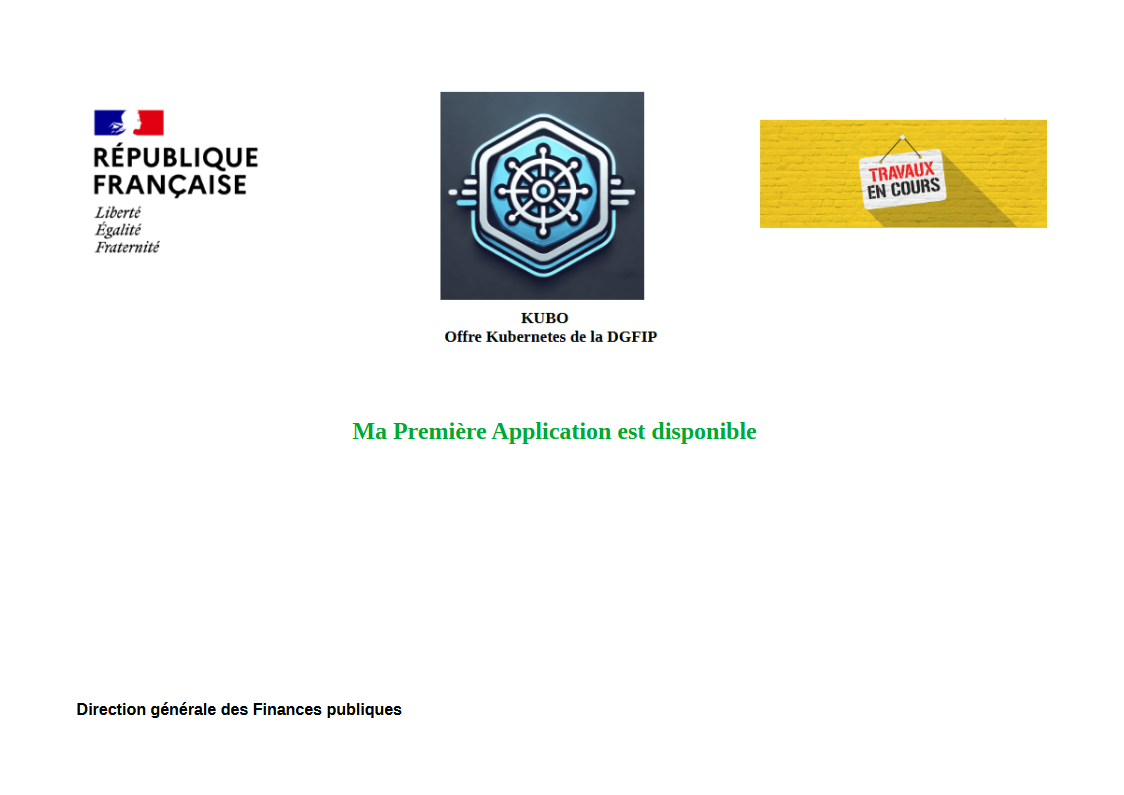 RÉPUBLIQUE
FRANÇAISE
Liberté
Égalité
Fraternité
TRAVAUX
EN COURS
KUBO
Offre Kubernetes de la DGFIP
Ma Première Application est disponible
Direction générale des Finances publiques